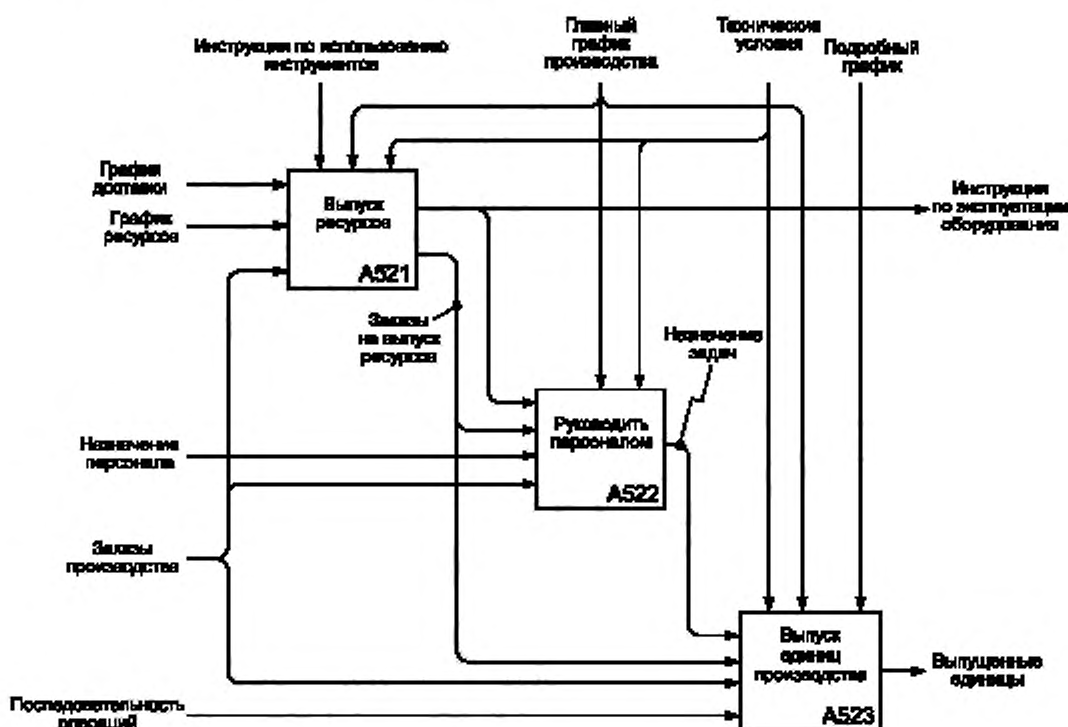 Инструкция по использованию
инструментов
Главный
график
производства
Технические
условия
Подробный
график
График
доставки
График
ресурсов
Выпуск
ресурсов
A521
Инструкция
по эксплуатации
оборудования
Заказы
на выпуск
ресурсов
Назначение
задач
Назначения
персонала
Руководить
персоналом
A522
Заказы
производства
Выпуск
единиц
производства
A523
Выпущенные
единицы
Последовательность
операций